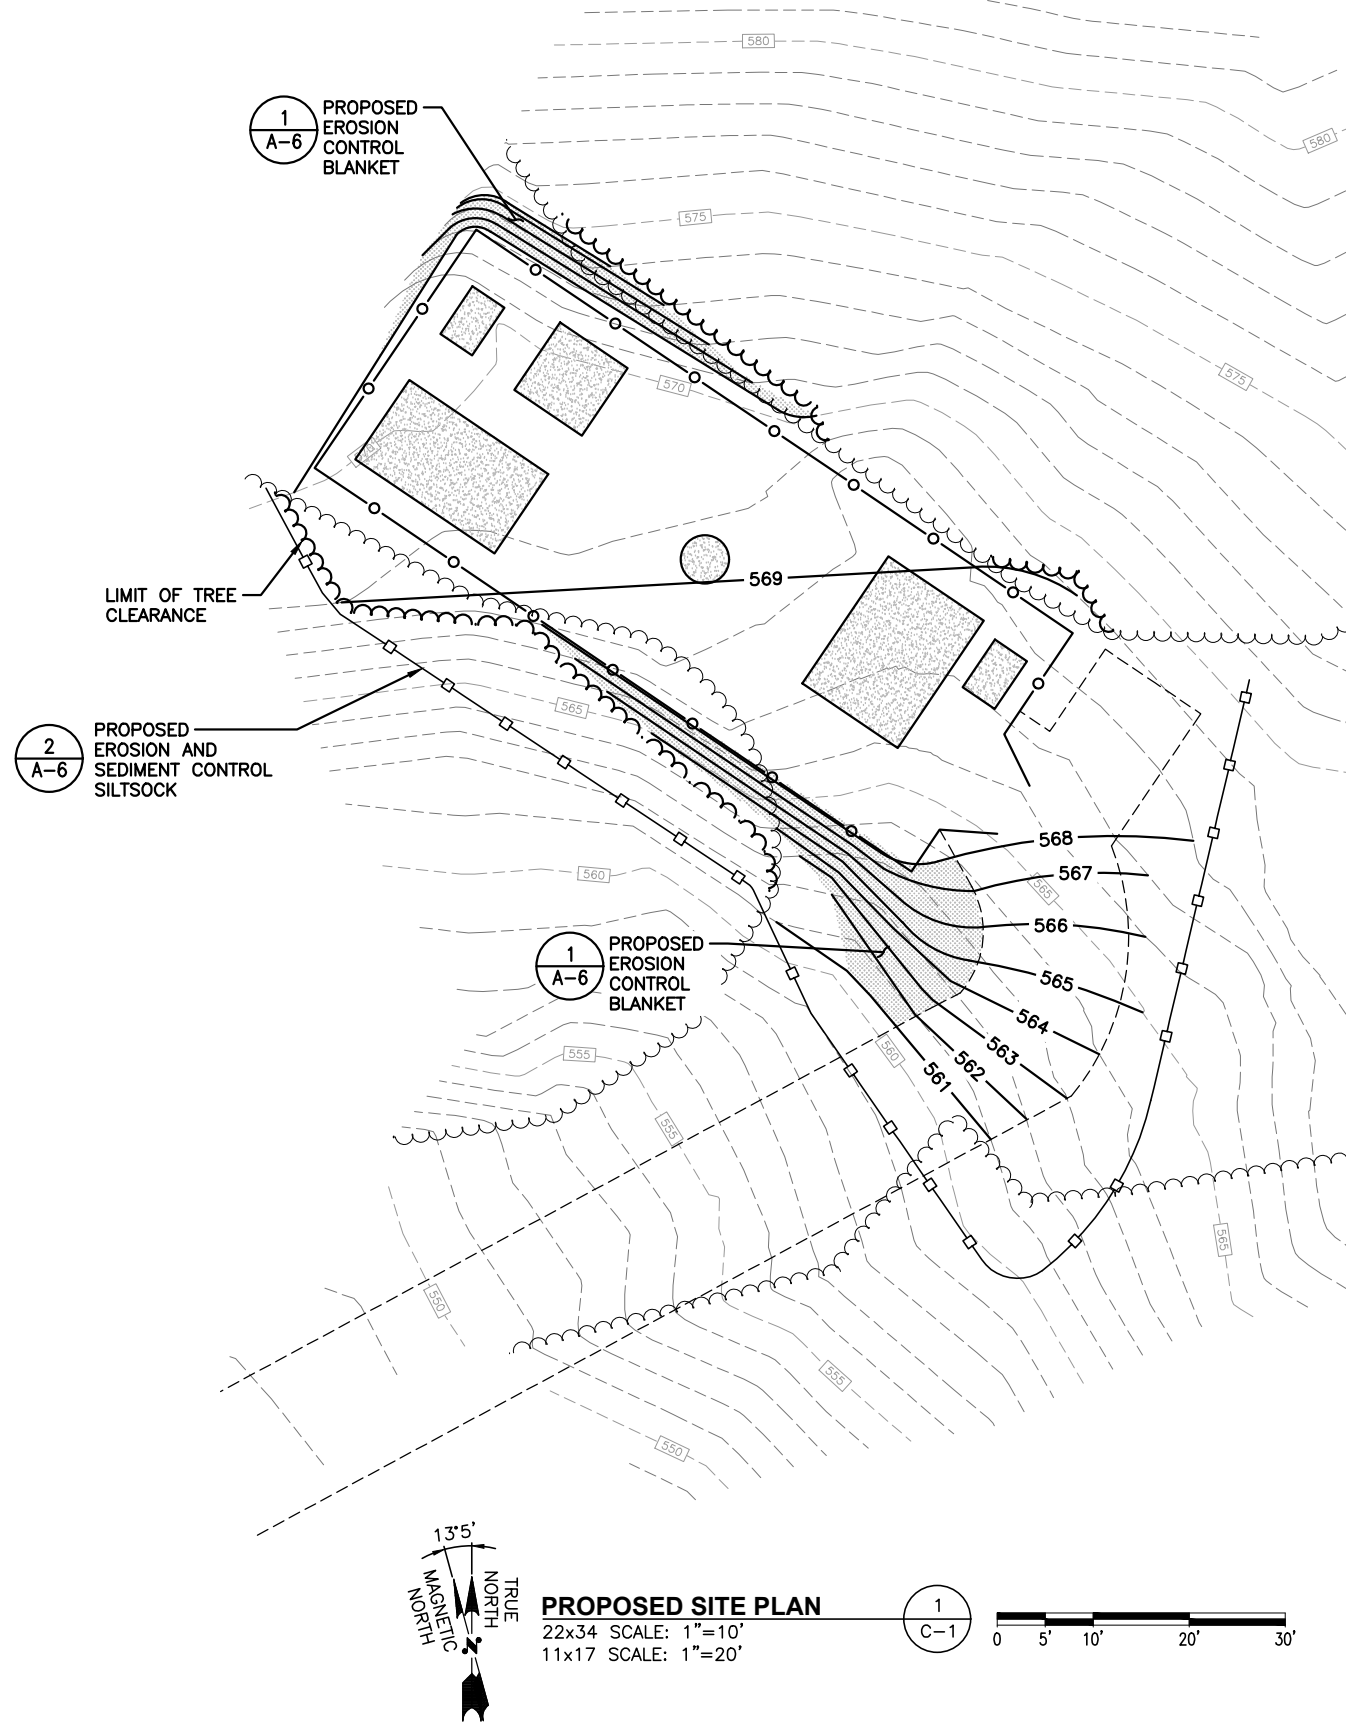 580
580
1
A-6
PROPOSED
EROSION
CONTROL
BLANKET
575
575
570
569
LIMIT OF TREE
CLEARANCE
565
2
A-6
PROPOSED
EROSION AND
SEDIMENT CONTROL
SILTSOCK
568
567
560
565
566
1
A-6
PROPOSED
EROSION
CONTROL
BLANKET
565
564
563
562
561
560
555
555
565
550
555
550
13°5'
TRUE
NORTH
MAGNETIC
NORTH
N
PROPOSED SITE PLAN
22x34 SCALE: 1"=10'
11x17 SCALE: 1"=20'
1
C-1
0 5' 10' 20' 30'